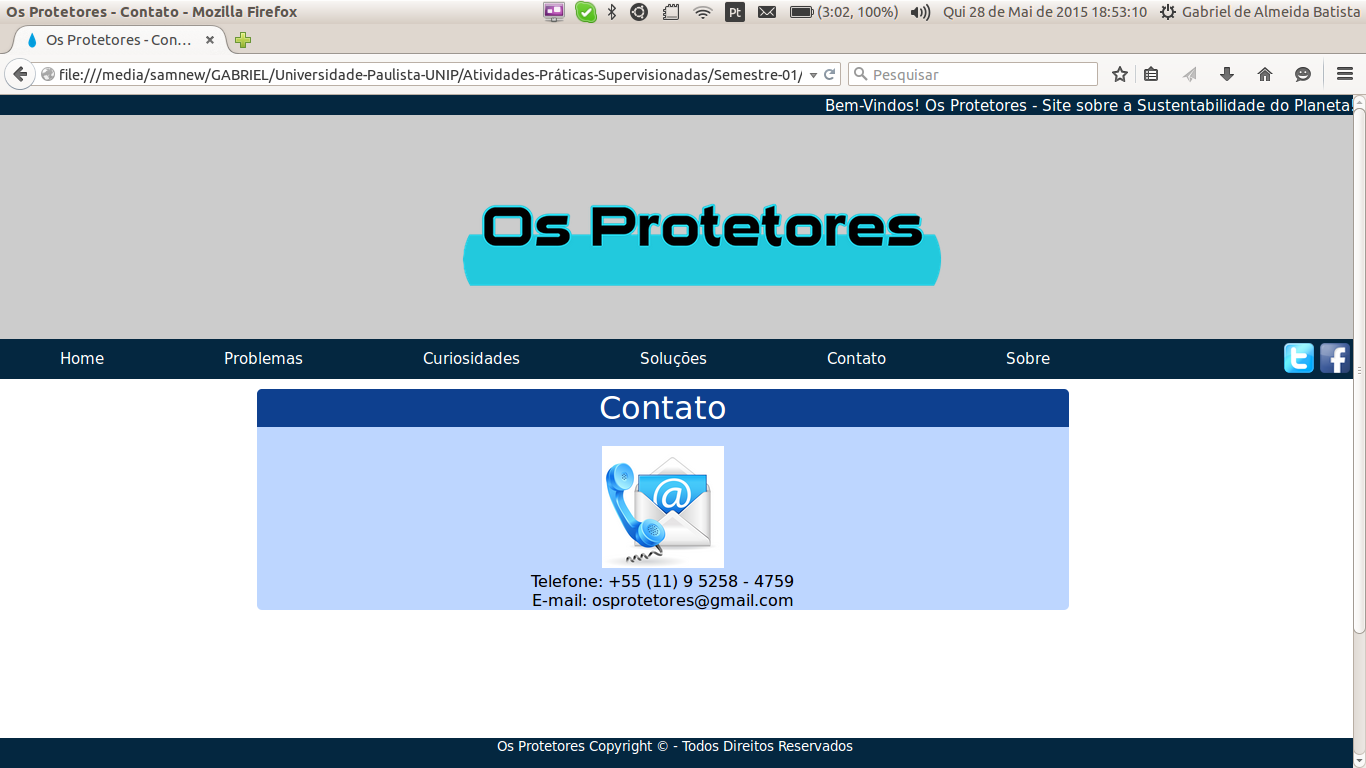 Os Protetores - Contato - Mozilla Firefox
Pt
(3:02, 100%)
Qui 28 de Mai de 2015 18:53:10
Gabriel de Almeida Batista
Os Protetores - Con...
file:///media/samnew/GABRIEL/Universidade-Paulista-UNIP/Atividades-Práticas-Supervisionadas/Semestre-01/
Pesquisar
Bem-Vindos! Os Protetores - Site sobre a Sustentabilidade do Planeta!
Os Protetores
Home
Problemas
Curiosidades
Soluções
Contato
Sobre
t
f
Contato
@
Telefone: +55 (11) 9 5258 - 4759
E-mail: osprotetores@gmail.com
Os Protetores Copyright © - Todos Direitos Reservados